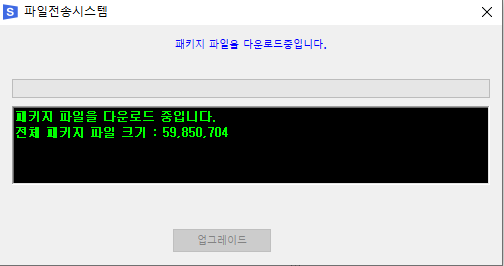 S 파일전송시스템
패키지 파일을 다운로드중입니다.
패키지 파일을 다운로드 중입니다.
전체 패키지 파일 크기 : 59,850,704
업그레이드